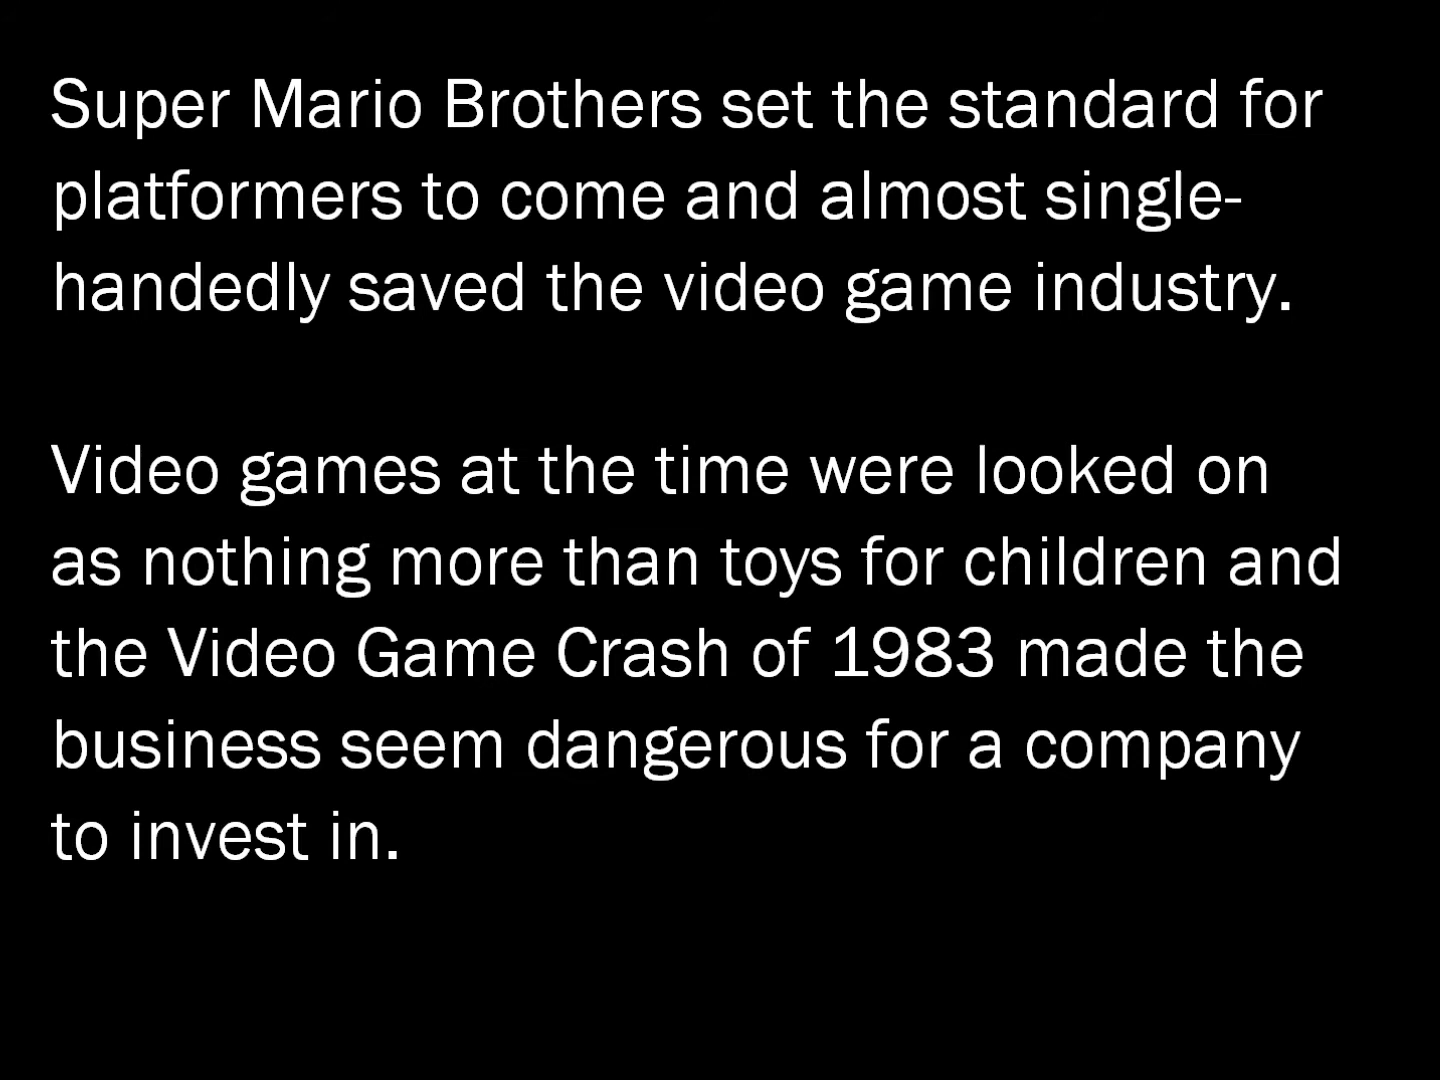 Super Mario Brothers set the standard for
platformers to come and almost single-
handedly saved the video game industry.
Video games at the time were looked on
as nothing more than toys for children and
the Video Game Crash of 1983 made the
business seem dangerous for a company
to invest in.